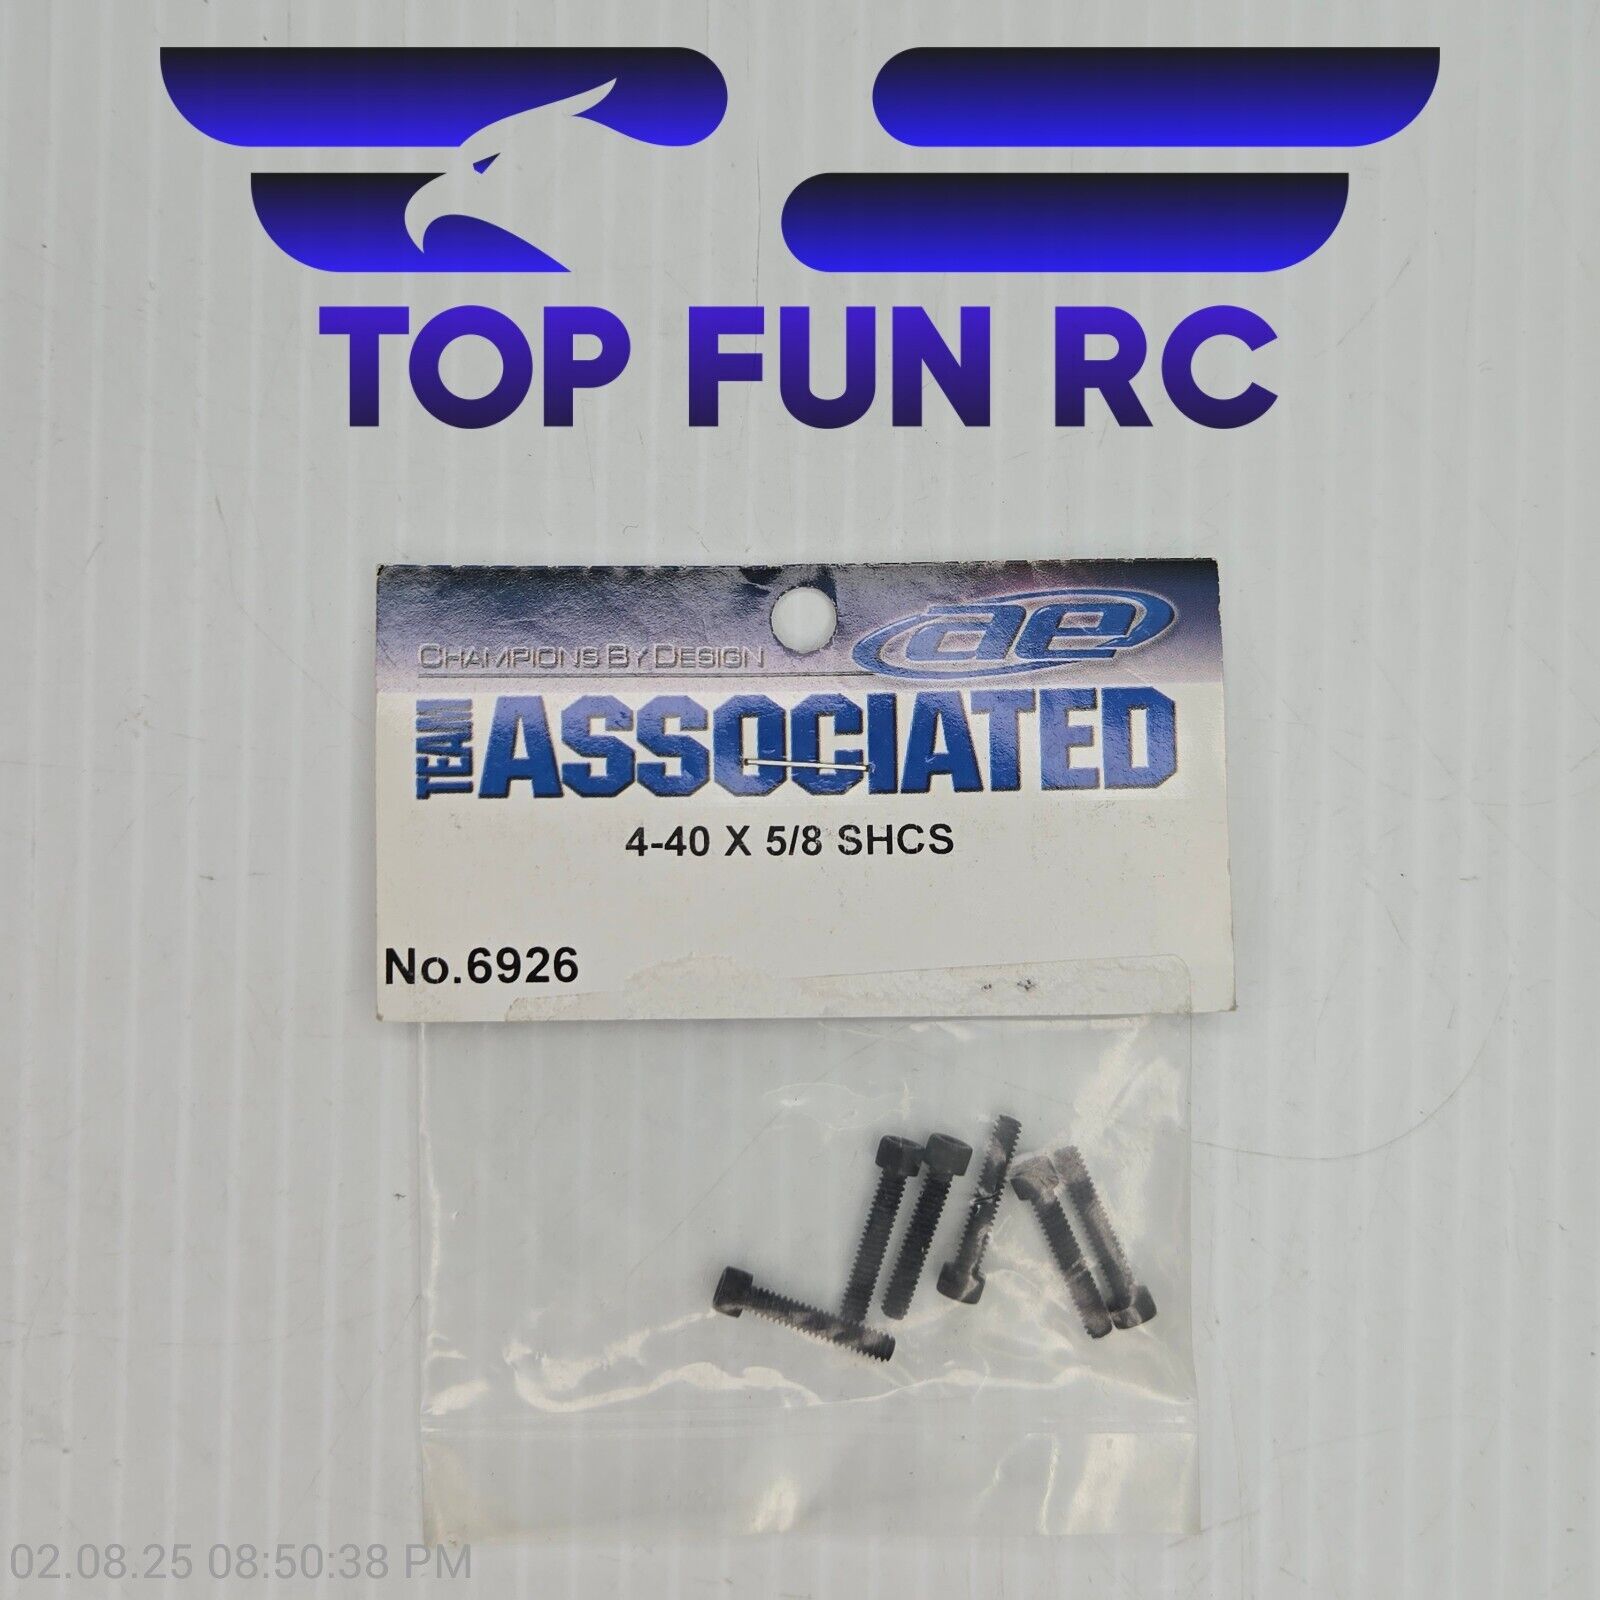 TOP FUN RC
CHAMPIONS BY DESIGN
ae
TEAM ASSOCIATED
4-40 X 5/8 SHCS
No.6926
02.08.25 08:50:38 PM